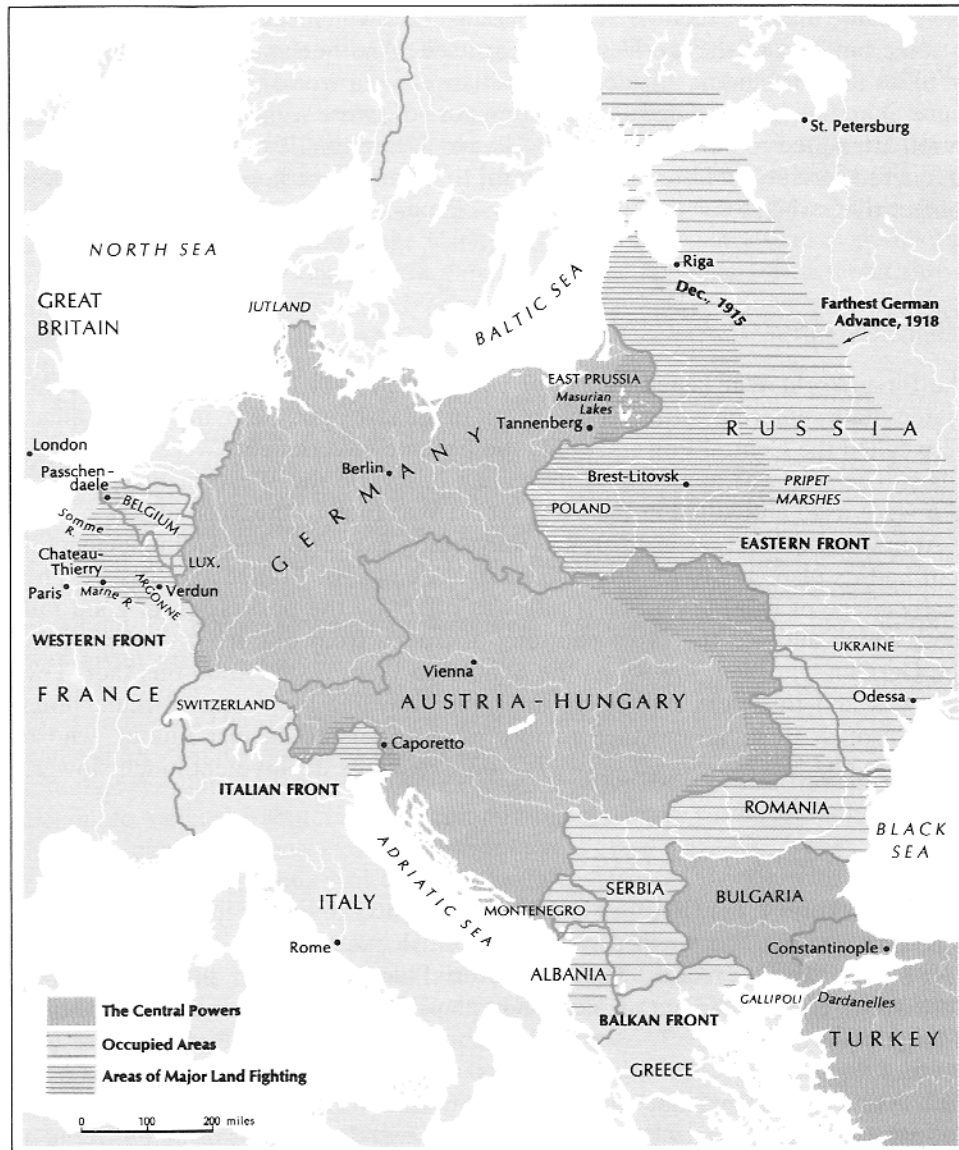 St. Petersburg
NORTH SEA
GREAT
BRITAIN
JUTLAND
BALTIC SEA
Riga
Dec., 1915
Farthest German
Advance, 1918
EAST PRUSSIA
Masurian
Lakes
Tannenberg
RUSSIA
London
Passchen-
daele
BELGIUM
Berlin
GERMANY
Brest-Litovsk
POLAND
PRIPET
MARSHES
EASTERN FRONT
Somme
R.
Chateau-
Thierry
LUX.
Paris
Marne R.
ARGONNE
Verdun
WESTERN FRONT
FRANCE
SWITZERLAND
Vienna
AUSTRIA-HUNGARY
UKRAINE
Odessa
Caporetto
ITALIAN FRONT
ROMANIA
BLACK
SEA
ADRIATIC SEA
ITALY
Rome
MONTENEGRO
SERBIA
BULGARIA
Constantinople
ALBANIA
GALLIPOLI
Dardanelles
BALKAN FRONT
TURKEY
GREECE
The Central Powers
Occupied Areas
Areas of Major Land Fighting
0 100 200 miles